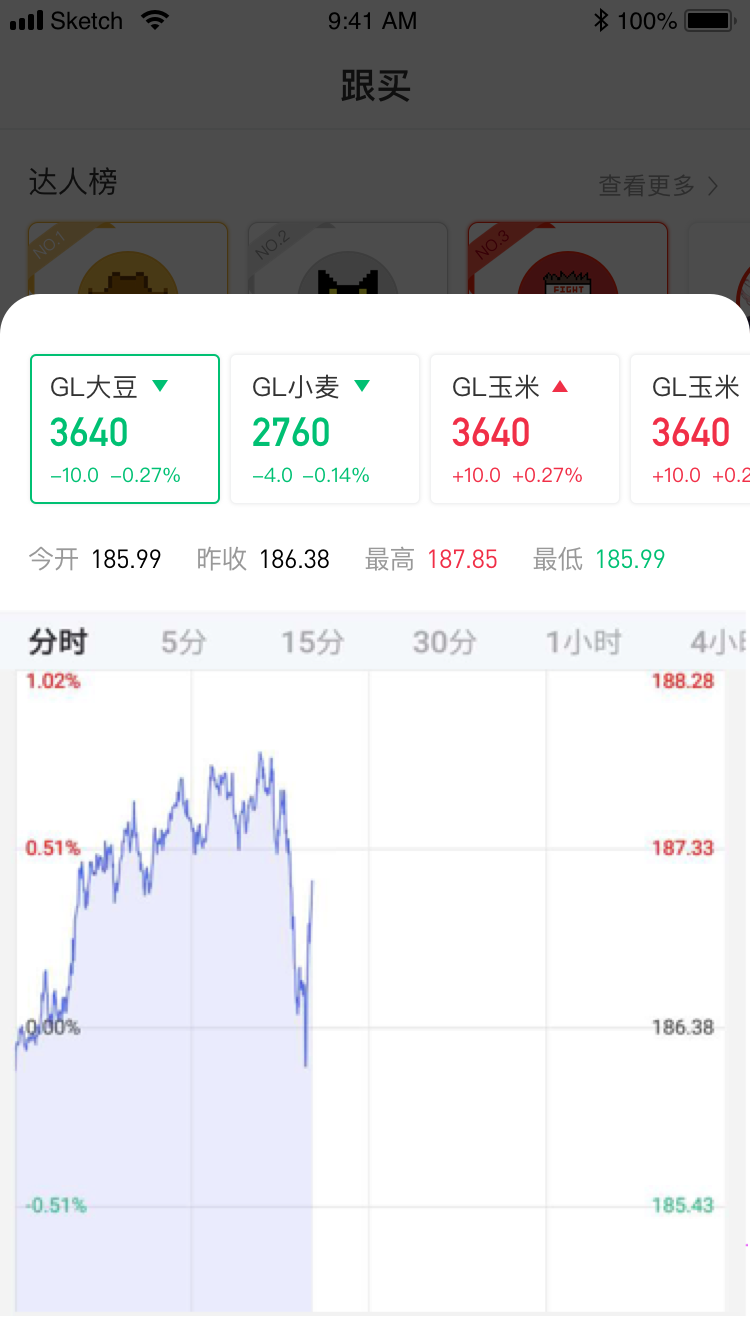 Sketch 9:41 AM 100%
跟买
达人榜 查看更多
NO.1 NO.2 NO.3
FIGHT
GL大豆 GL小麦 GL玉米 GL玉米
3640 2760 3640 3640
−10.0 −0.27% −4.0 −0.14% +10.0 +0.27% +10.0 +0.2
今开 185.99 昨收 186.38 最高 187.85 最低 185.99
分时 5分 15分 30分 1小时 4小
1.02% 188.28
0.51% 187.33
0.00% 186.38
-0.51% 185.43